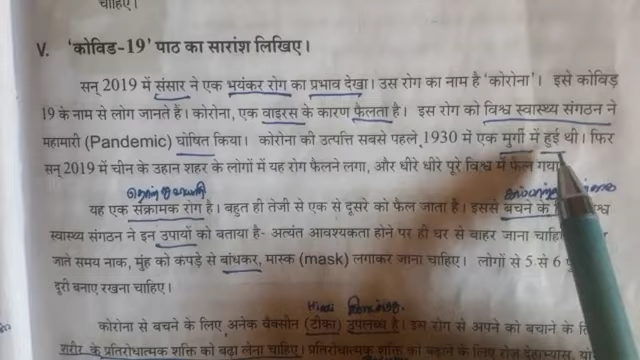 चाहिए।
V. 'कोविड-19' पाठ का सारांश लिखिए।
सन् 2019 में संसार ने एक भयंकर रोग का प्रभाव देखा। उस रोग का नाम है 'कोरोना'। इसे कोविड़
19 के नाम से लोग जानते हैं। कोरोना, एक वाइरस के कारण फैलता है। इस रोग को विश्व स्वास्थ्य संगठन ने
महामारी (Pandemic) घोषित किया। कोरोना की उत्पत्ति सबसे पहले 1930 में एक मुर्गी में हुई थी। फिर
सन् 2019 में चीन के उहान शहर के लोगों में यह रोग फैलने लगा, और धीरे धीरे पूरे विश्व में फैल गया
यह एक संक्रामक रोग है। बहुत ही तेजी से एक से दूसरे को फैल जाता है। इससे बचने के
स्वास्थ्य संगठन ने इन उपायों को बताया है- अत्यंत आवश्यकता होने पर ही घर से बाहर जाना
जाते समय नाक, मुंह को कपड़े से बांधकर, मास्क (mask) लगाकर जाना चाहिए। लोगों से 5 से 6
दूरी बनाए रखना चाहिए।
Hindi
कोरोना से बचने के लिए अनेक वैक्सीन (टीका) उपलब्ध है। इस रोग से अपने को बचाने के
शरीर के प्रतिरोधात्मक शक्ति को बढ़ा लेना चाहिए। प्रतिरोधात्मक शक्ति को बढ़ाने के लिए रोज